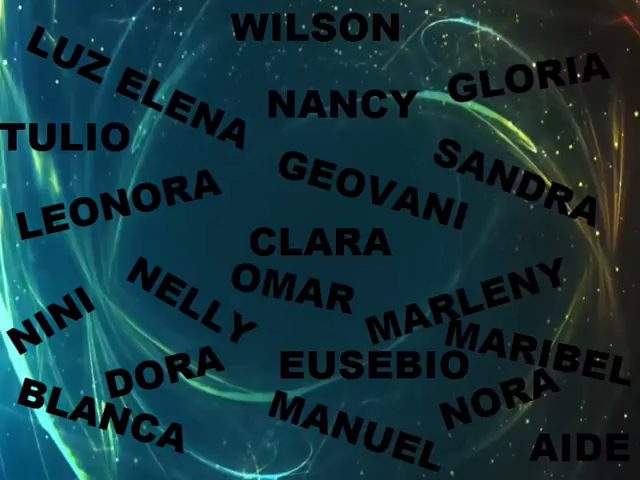 WILSON
LUZ ELENA
GLORIA
NANCY
TULIO
SANDRA
GEOVANI
LEONORA
CLARA
OMAR
NELLY
MARLENY
NINI
MARIBEL
EUSEBIO
DORA
NORA
BLANCA
MANUEL
AIDE